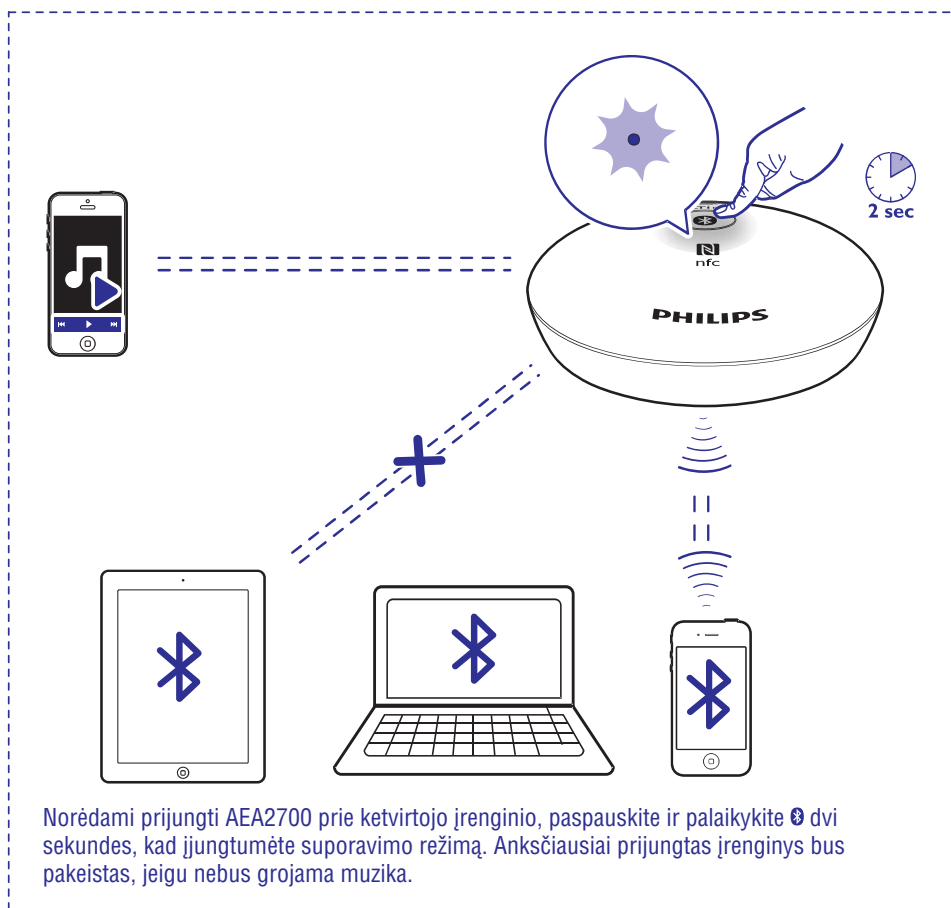 2 sec
nfc
PHILIPS
Norėdami prijungti AEA2700 prie ketvirtojo įrenginio, paspauskite ir palaikykite dvi
sekundes, kad įjungtumėte suporavimo režimą. Anksčiausiai prijungtas įrenginys bus
pakeistas, jeigu nebus grojama muzika.